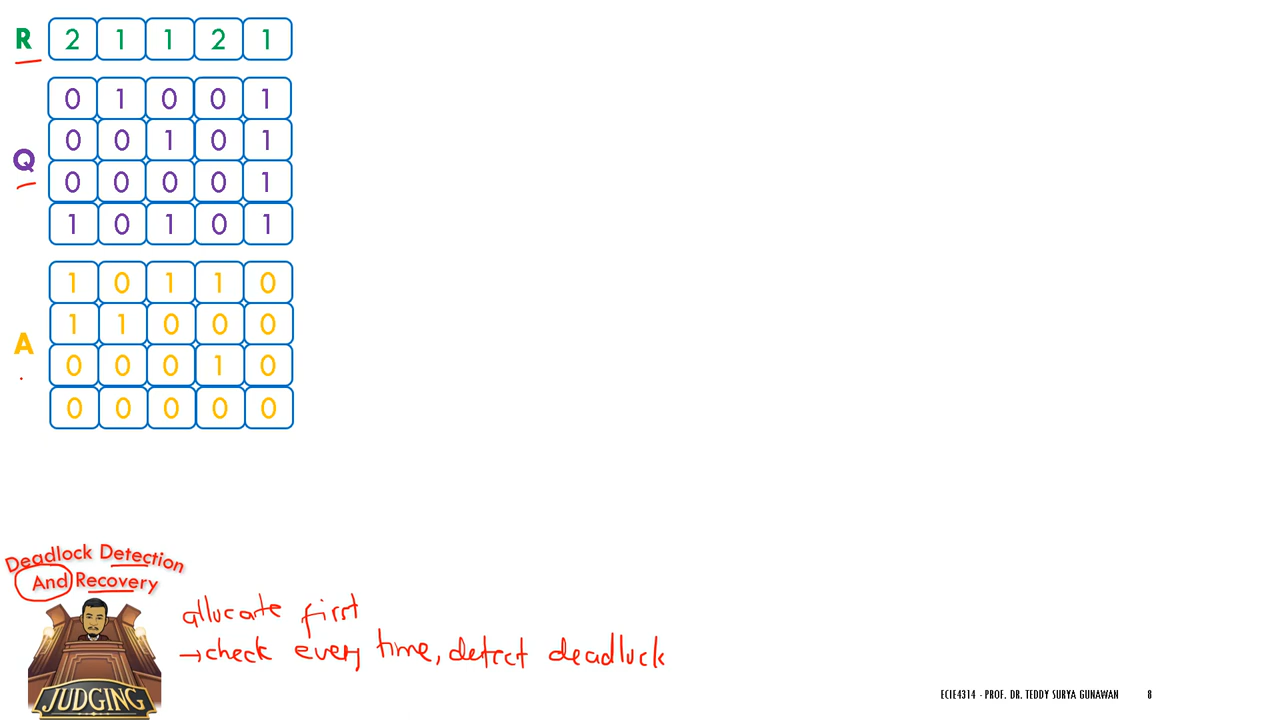 R 2 1 1 2 1
0 1 0 0 1
0 0 1 0 1
Q
0 0 0 0 1
1 0 1 0 1
1 0 1 1 0
1 1 0 0 0
A
0 0 0 1 0
0 0 0 0 0
Deadlock Detection
And Recovery
allocate first
→check every time, detect deadlock
JUDGING
ECIE4314 - PROF. DR. TEDDY SURYA GUNAWAN 8